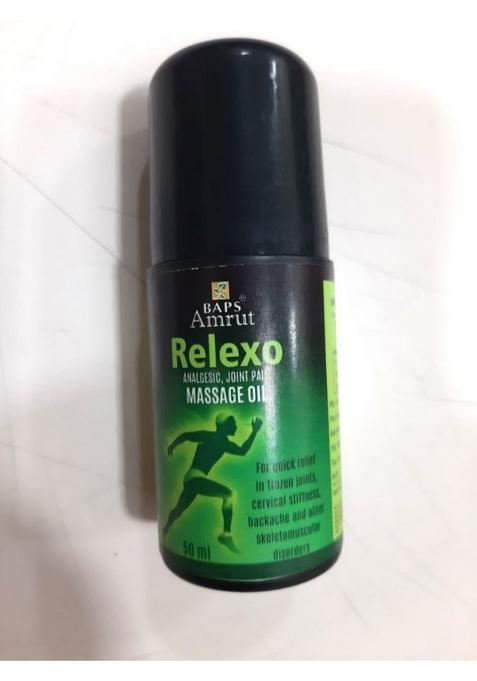 BAPS®
Amrut
Relexo
ANALGESIC, JOINT PAI
MASSAGE OIL
For quick relief
in frozen joints,
cervical stiffness,
backache and other
skeletomuscular
disorders
50 ml